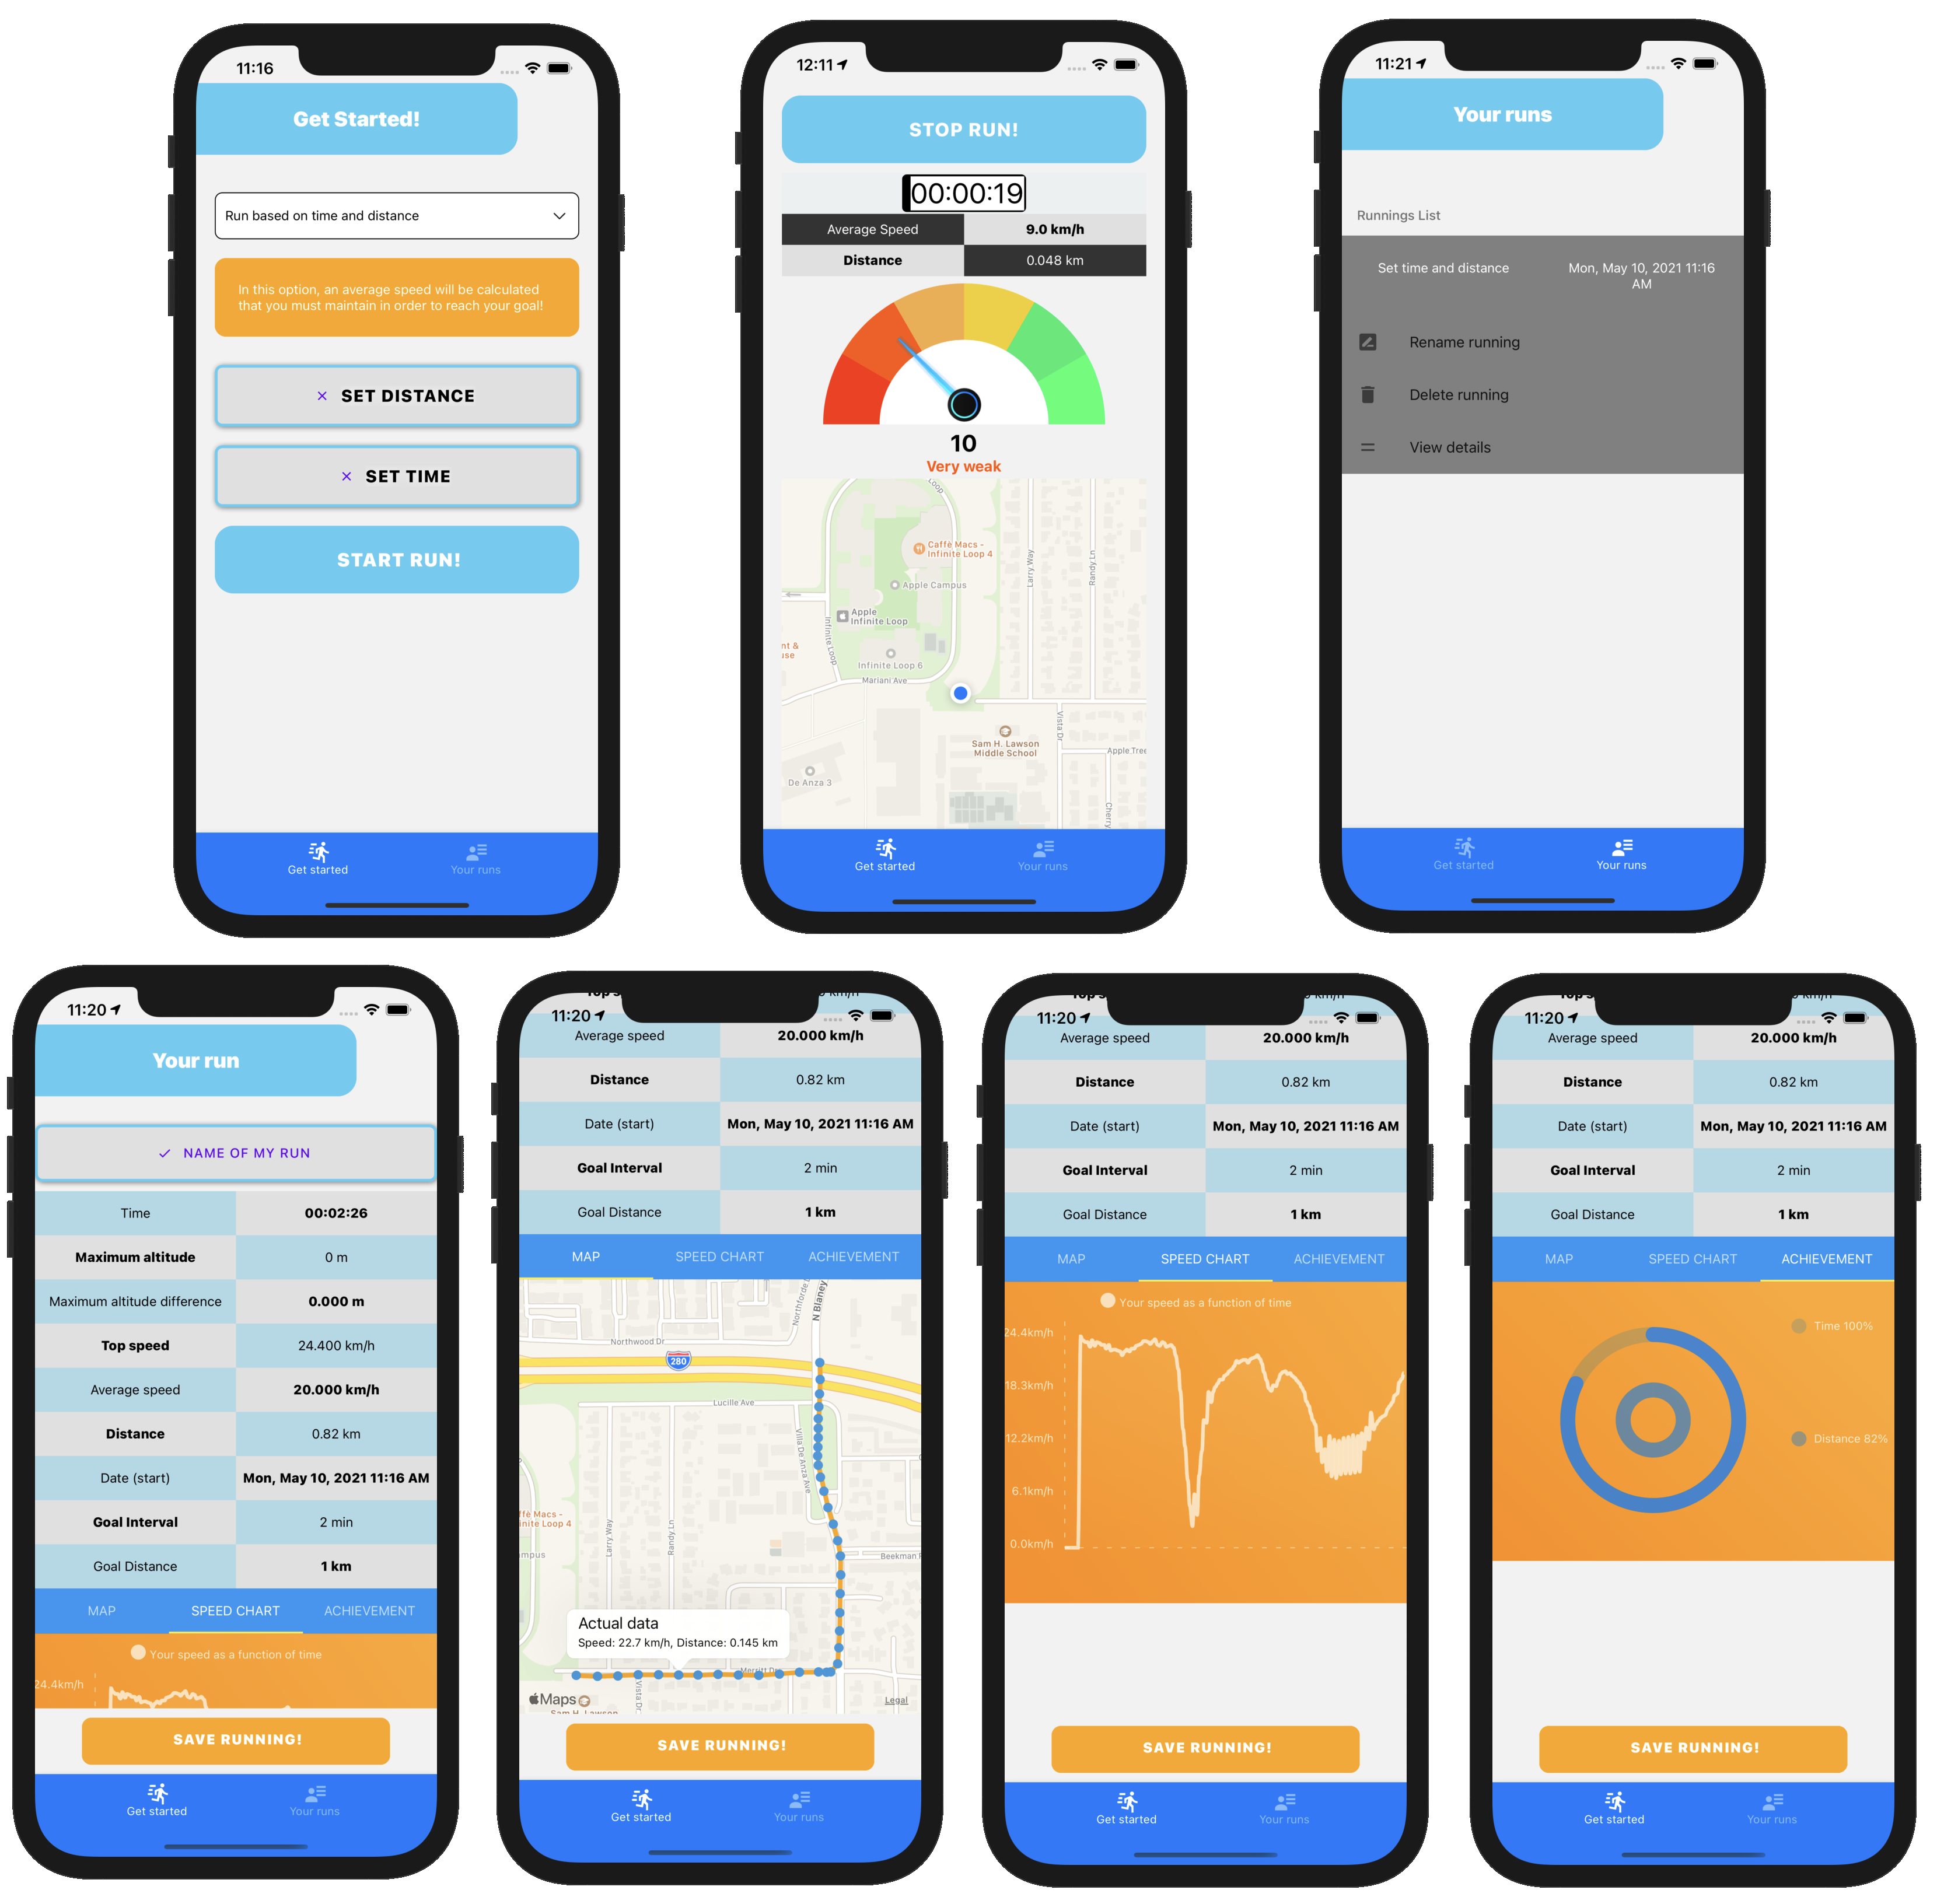 11:16
Get Started!
Run based on time and distance
In this option, an average speed will be calculated
that you must maintain in order to reach your goal!
SET DISTANCE
SET TIME
START RUN!
Get started
Your runs
12:11
STOP RUN!
00:00:19
Average Speed
9.0 km/h
Distance
0.048 km
10
Very weak
Loop
Caffè Macs -
Infinite Loop 4
Larry Way
Randy Ln
Apple Campus
Apple
Infinite Loop
Infinite Loop
nt &
use
Infinite Loop 6
Mariani Ave
Vista Dr
Sam H. Lawson
Middle School
Apple Tree
De Anza 3
Cherry
Get started
Your runs
11:21
Your runs
Runnings List
Set time and distance
Mon, May 10, 2021 11:16
AM
Rename running
Delete running
View details
Get started
Your runs
11:20
Your run
NAME OF MY RUN
Time
00:02:26
Maximum altitude
0 m
Maximum altitude difference
0.000 m
Top speed
24.400 km/h
Average speed
20.000 km/h
Distance
0.82 km
Date (start)
Mon, May 10, 2021 11:16 AM
Goal Interval
2 min
Goal Distance
1 km
MAP
SPEED CHART
ACHIEVEMENT
Your speed as a function of time
24.4km/h
SAVE RUNNING!
Get started
Your runs
11:20
Average speed
20.000 km/h
Distance
0.82 km
Date (start)
Mon, May 10, 2021 11:16 AM
Goal Interval
2 min
Goal Distance
1 km
MAP
SPEED CHART
ACHIEVEMENT
N Blaney
Northwood Dr
280
Lucille Ave
Villa De Anza Ave
ffè Macs -
inite Loop 4
Larry Way
Randy Ln
mpus
Beekman P
Actual data
Speed: 22.7 km/h, Distance: 0.145 km
Merritt Dr
Maps
Vista Dr
Legal
Sam H. Lawson
SAVE RUNNING!
Get started
Your runs
11:20
Average speed
20.000 km/h
Distance
0.82 km
Date (start)
Mon, May 10, 2021 11:16 AM
Goal Interval
2 min
Goal Distance
1 km
MAP
SPEED CHART
ACHIEVEMENT
Your speed as a function of time
24.4km/h
18.3km/h
12.2km/h
6.1km/h
0.0km/h
SAVE RUNNING!
Get started
Your runs
11:20
Average speed
20.000 km/h
Distance
0.82 km
Date (start)
Mon, May 10, 2021 11:16 AM
Goal Interval
2 min
Goal Distance
1 km
MAP
SPEED CHART
ACHIEVEMENT
Time 100%
Distance 82%
SAVE RUNNING!
Get started
Your runs